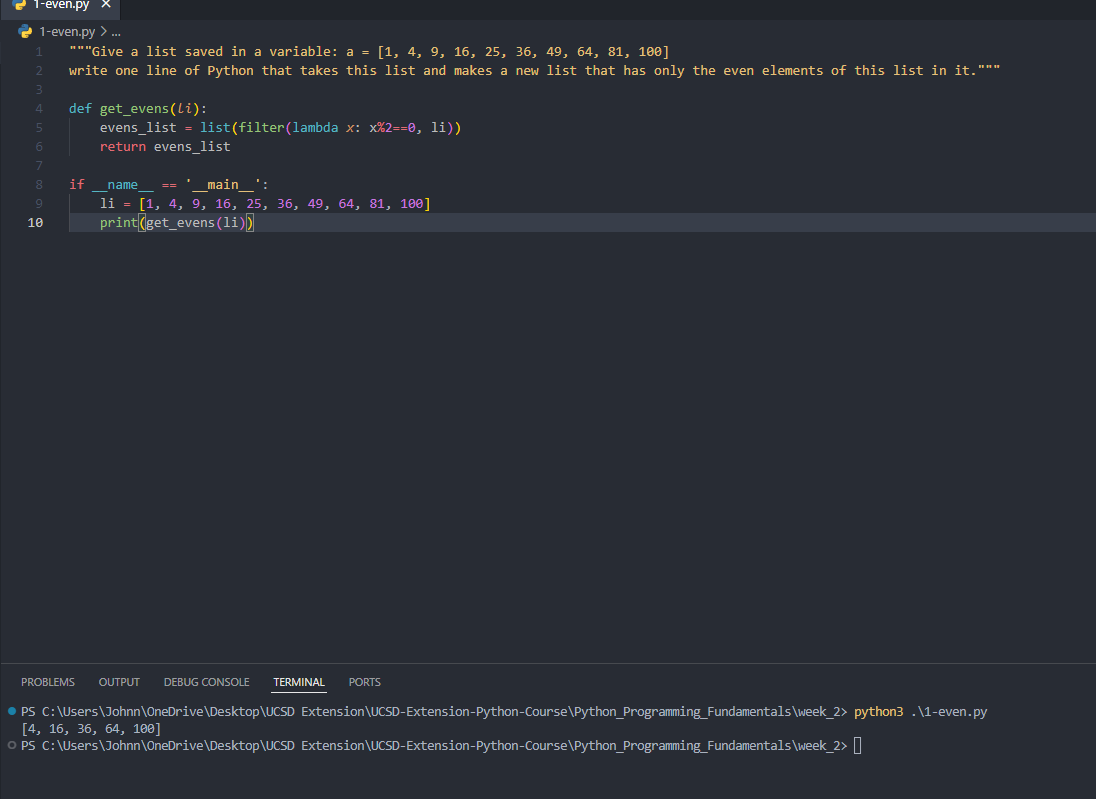 1-even.py ×
1-even.py > ...
1 """Give a list saved in a variable: a = [1, 4, 9, 16, 25, 36, 49, 64, 81, 100]
2 write one line of Python that takes this list and makes a new list that has only the even elements of this list in it."""
3
4 def get_evens(li):
5     evens_list = list(filter(lambda x: x%2==0, li))
6     return evens_list
7
8 if __name__ == '__main__':
9     li = [1, 4, 9, 16, 25, 36, 49, 64, 81, 100]
10     print(get_evens(li))
PROBLEMS OUTPUT DEBUG CONSOLE TERMINAL PORTS
PS C:\Users\Johnn\OneDrive\Desktop\UCSD Extension\UCSD-Extension-Python-Course\Python_Programming_Fundamentals\week_2> python3 .\1-even.py
[4, 16, 36, 64, 100]
PS C:\Users\Johnn\OneDrive\Desktop\UCSD Extension\UCSD-Extension-Python-Course\Python_Programming_Fundamentals\week_2>